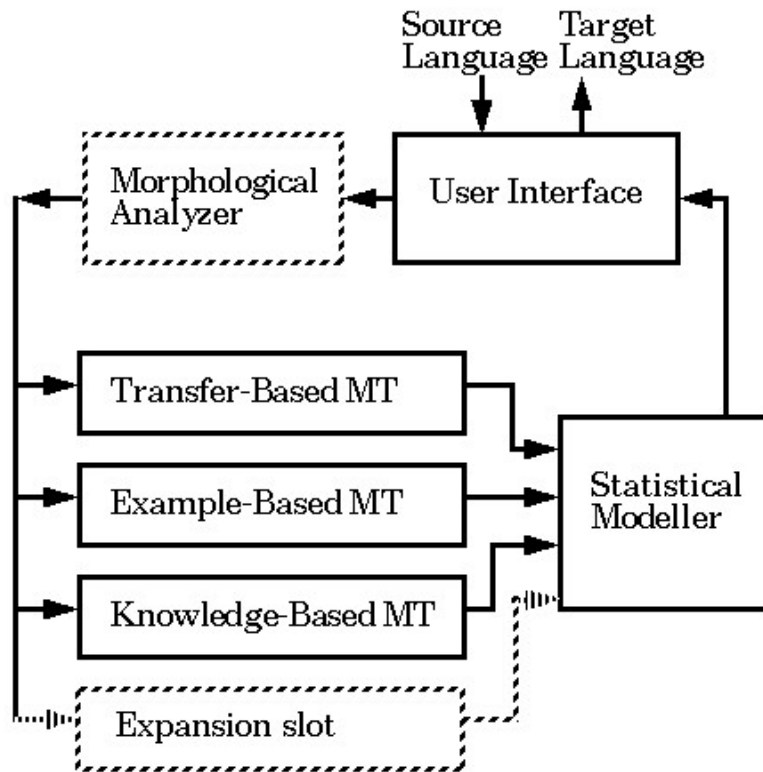 Source
Language
Target
Language
Morphological
Analyzer
User Interface
Transfer-Based MT
Example-Based MT
Knowledge-Based MT
Expansion slot
Statistical
Modeller